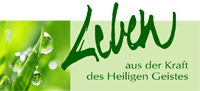 Leben
aus der Kraft
des Heiligen Geistes